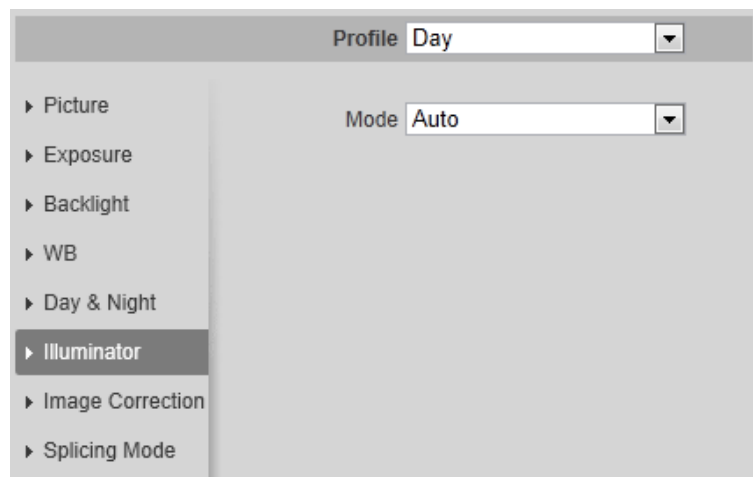 Profile Day
Mode Auto
Picture
Exposure
Backlight
WB
Day & Night
Illuminator
Image Correction
Splicing Mode